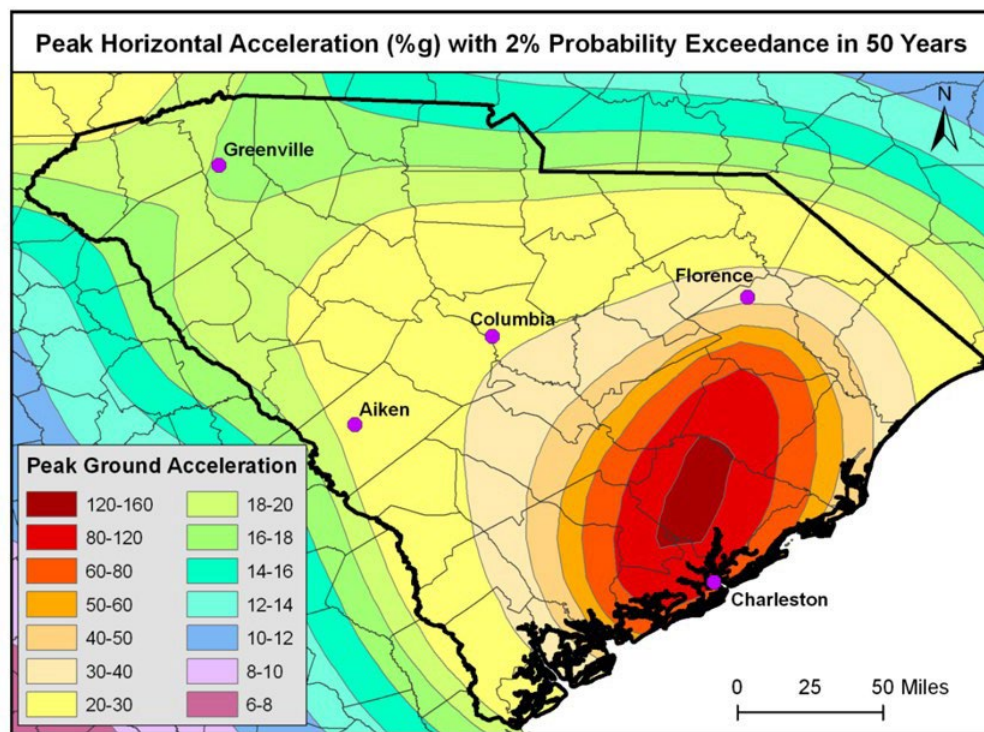 Peak Horizontal Acceleration (%g) with 2% Probability Exceedance in 50 Years
N
Greenville
Florence
Columbia
Aiken
Charleston
Peak Ground Acceleration
120-160
80-120
60-80
50-60
40-50
30-40
20-30
18-20
16-18
14-16
12-14
10-12
8-10
6-8
0 25 50 Miles